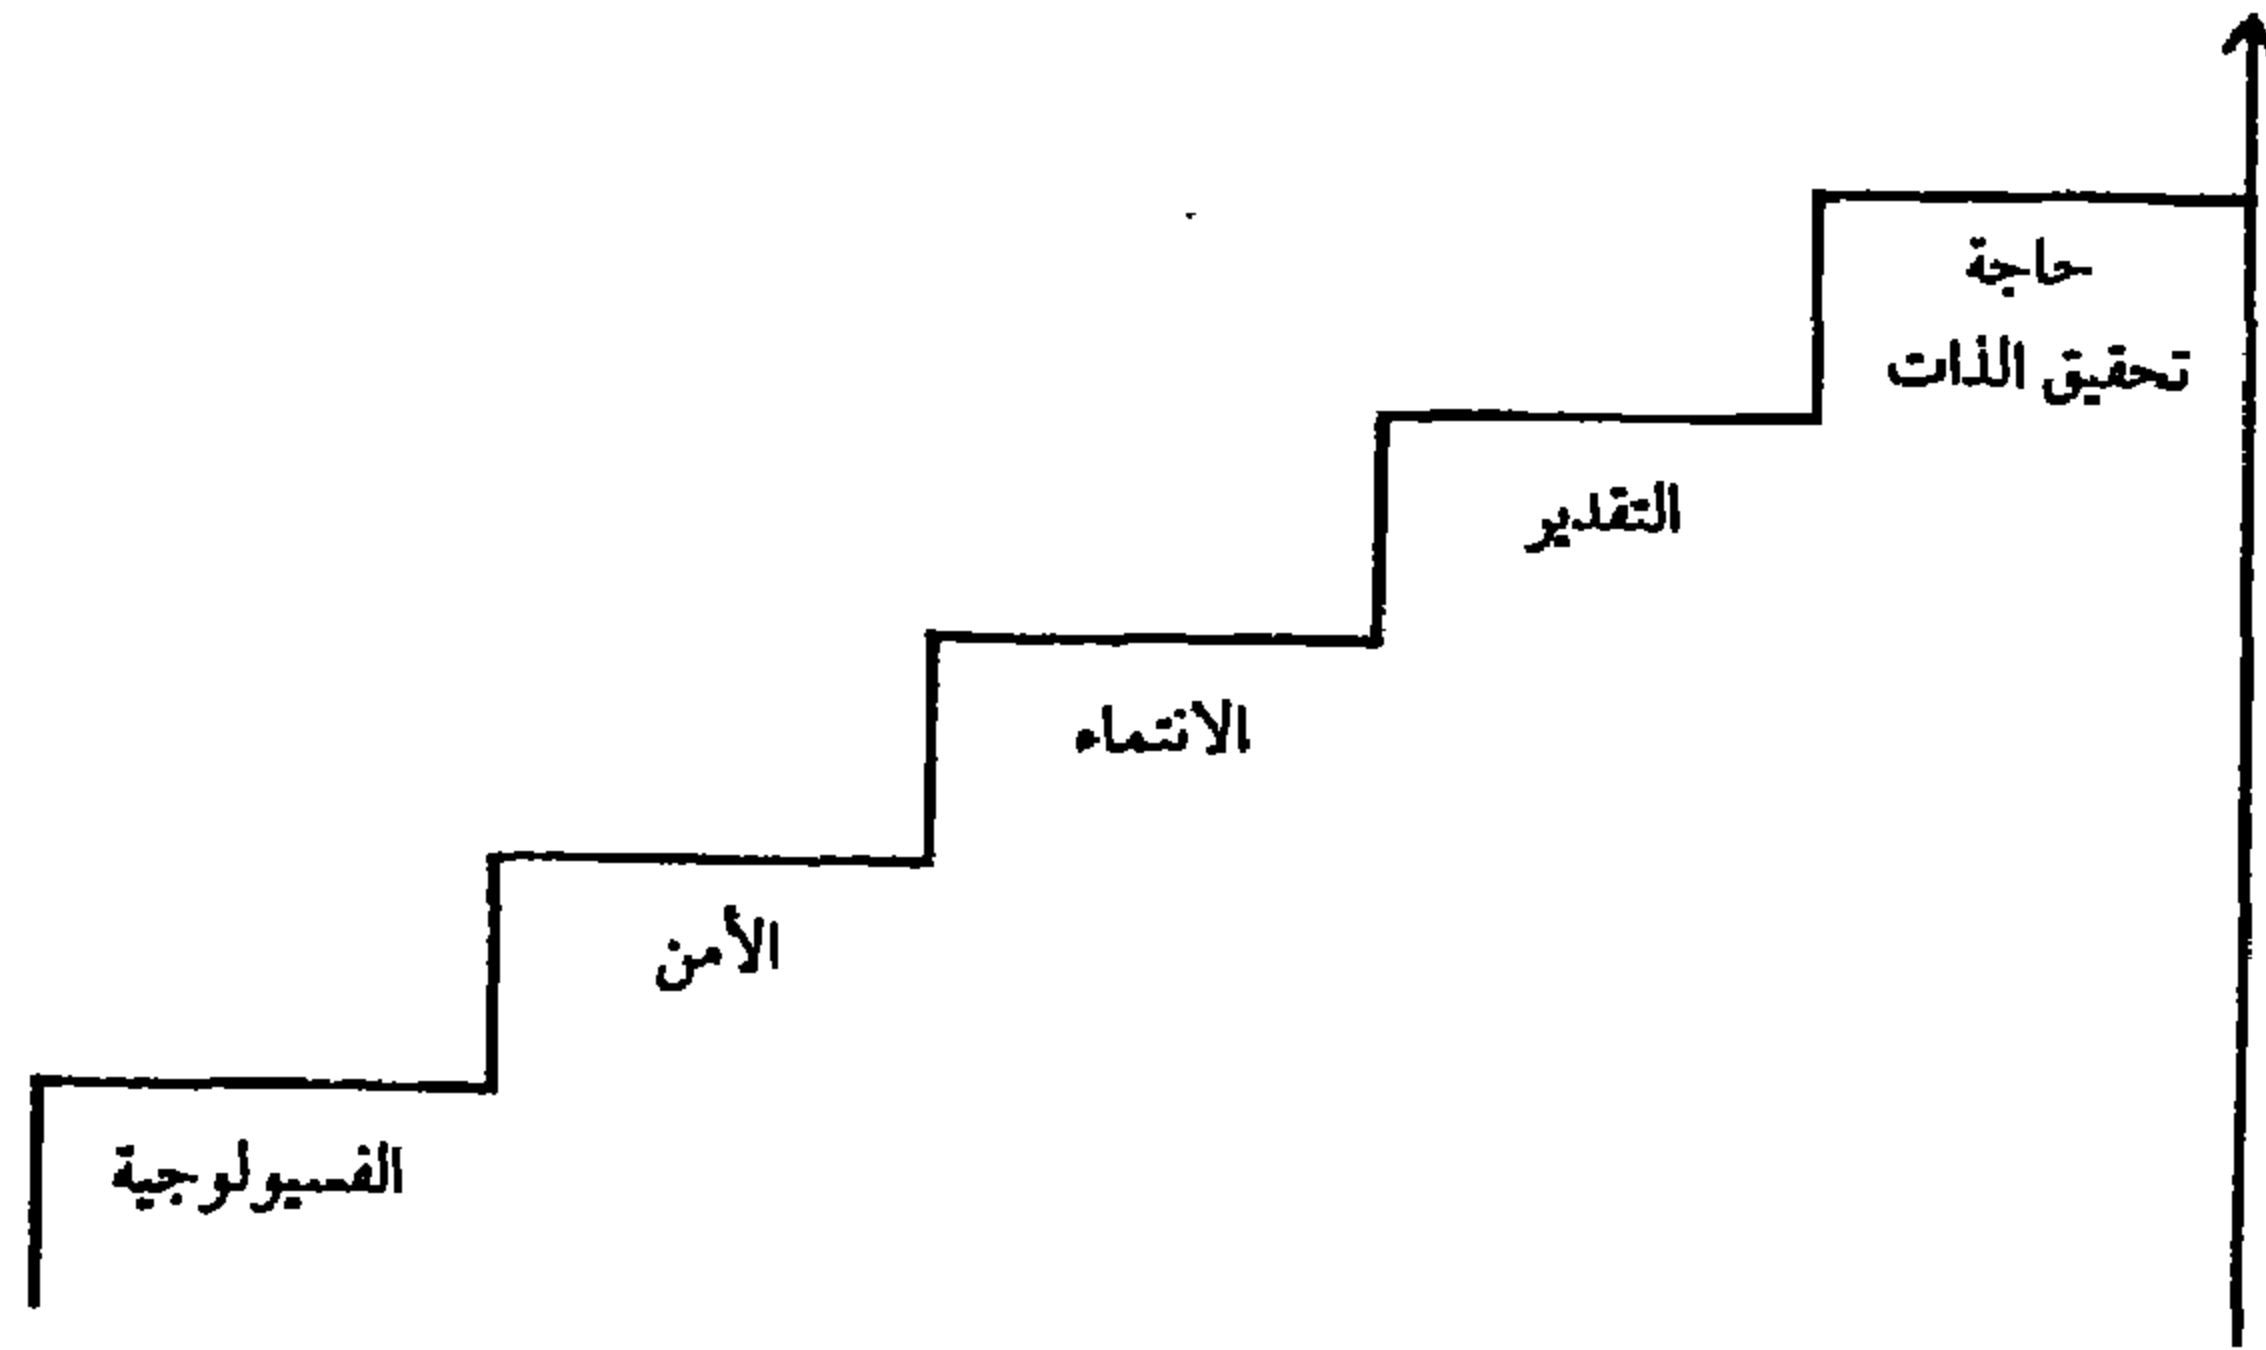 حاجة
تحقيق الذات
التقدير
الانتماء
الأمن
الفسيولوجية